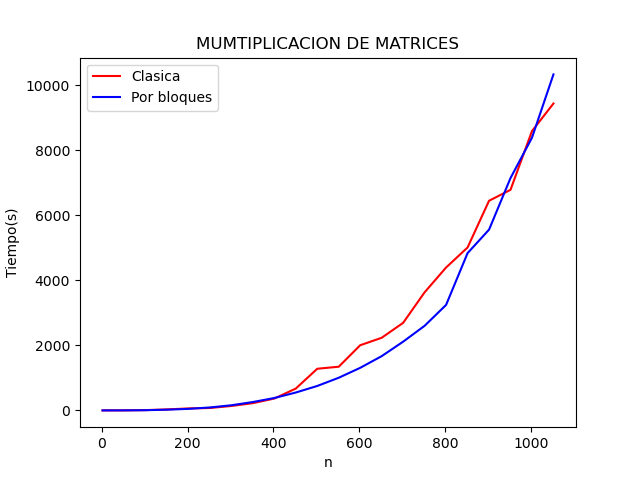 MUMTIPLICACION DE MATRICES
Clasica
Por bloques
10000
8000
6000
4000
2000
0
Tiempo(s)
0 200 400 600 800 1000
n